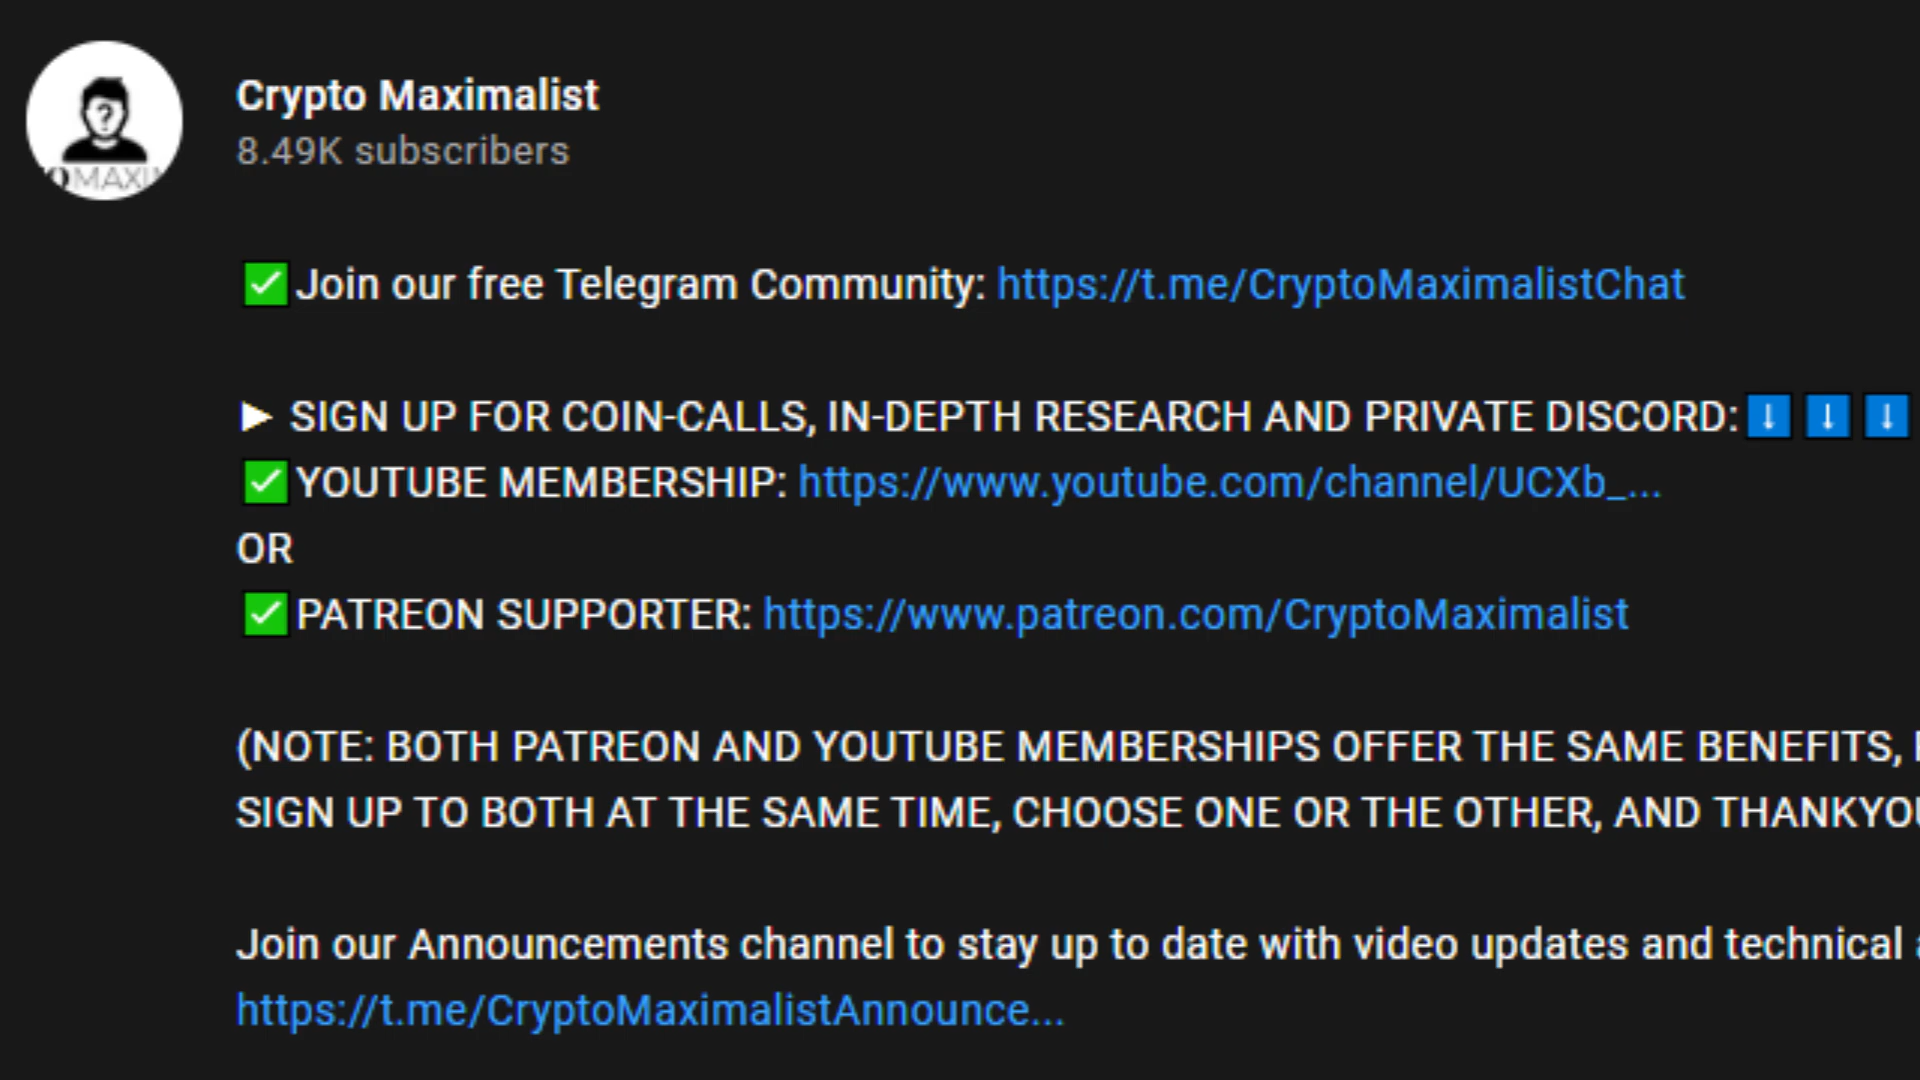 Crypto Maximalist
8.49K subscribers
?
OMAXI
✅Join our free Telegram Community: https://t.me/CryptoMaximalistChat
► SIGN UP FOR COIN-CALLS, IN-DEPTH RESEARCH AND PRIVATE DISCORD:⬇️⬇️⬇️
✅YOUTUBE MEMBERSHIP: https://www.youtube.com/channel/UCXb_...
OR
✅PATREON SUPPORTER: https://www.patreon.com/CryptoMaximalist
(NOTE: BOTH PATREON AND YOUTUBE MEMBERSHIPS OFFER THE SAME BENEFITS,
SIGN UP TO BOTH AT THE SAME TIME, CHOOSE ONE OR THE OTHER, AND THANKYOU
Join our Announcements channel to stay up to date with video updates and technical
https://t.me/CryptoMaximalistAnnounce...